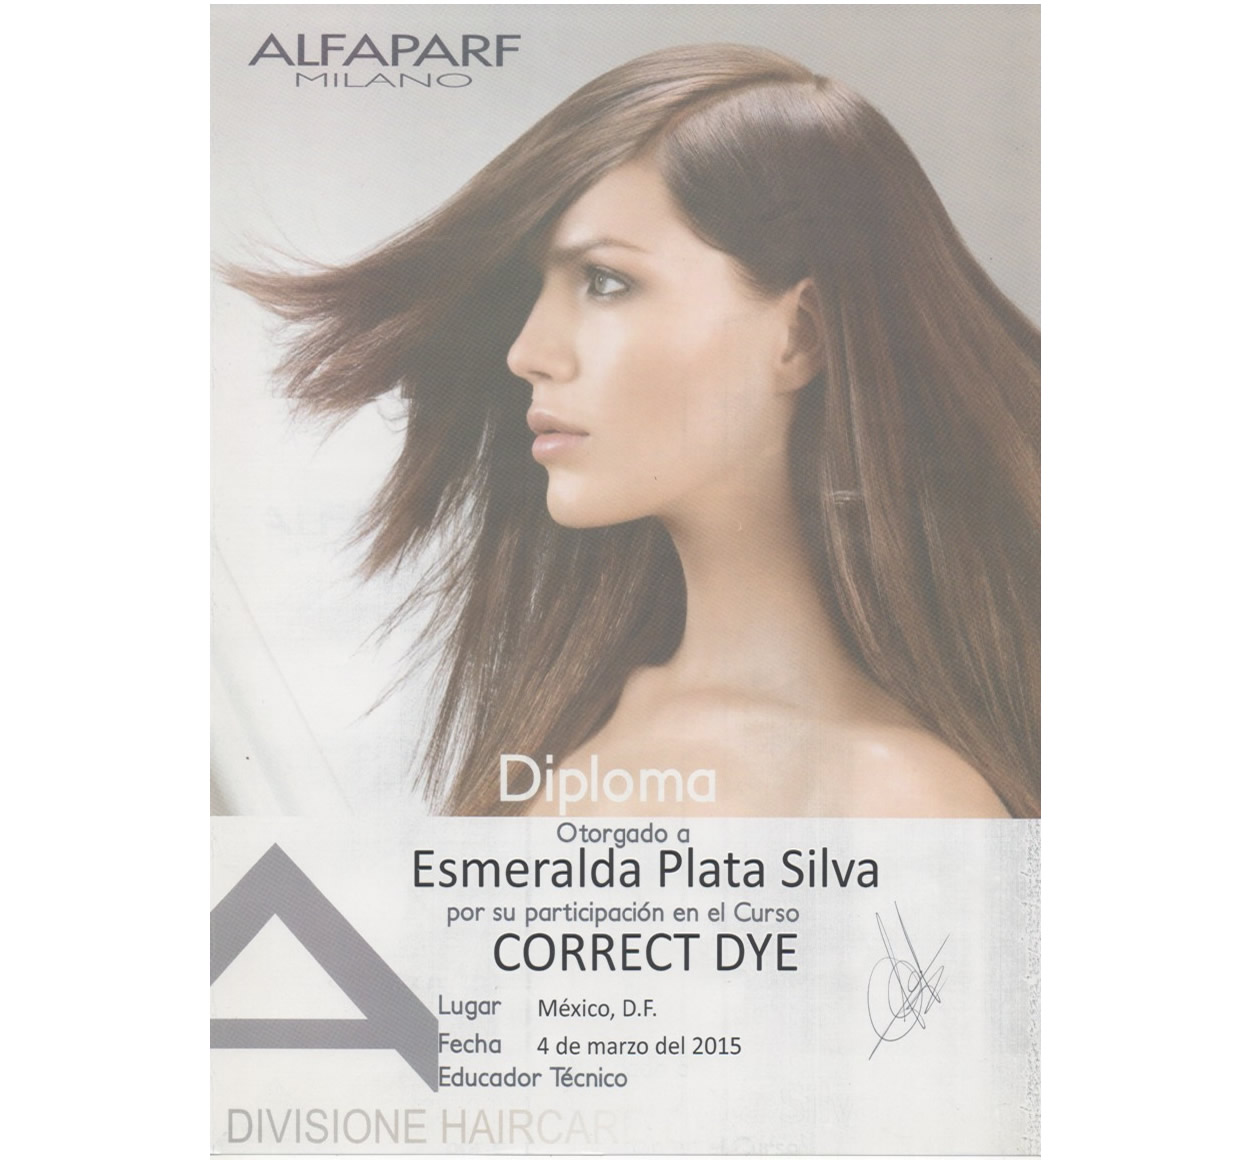 ALFAPARF
MILANO
Diploma
Otorgado a
Esmeralda Plata Silva
por su participación en el Curso
CORRECT DYE
Lugar México, D.F.
Fecha 4 de marzo del 2015
Educador Técnico
DIVISIONE HAIRCARE